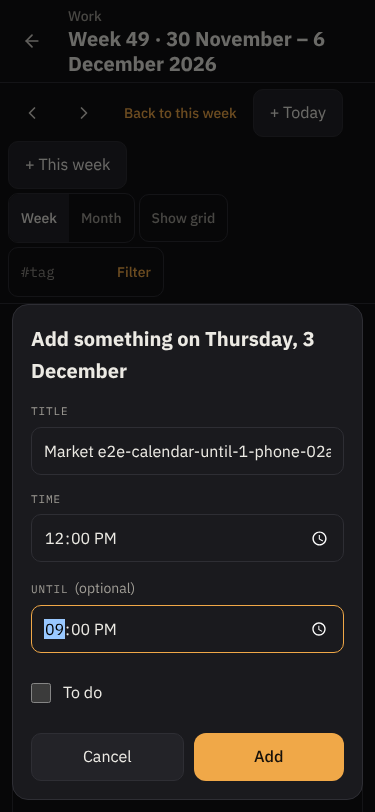 Work
Week 49 · 30 November – 6
December 2026
Back to this week
+ Today
+ This week
Week
Month
Show grid
#tag
Filter
Add something on Thursday, 3
December
TITLE
Market e2e-calendar-until-1-phone-02a
TIME
12:00 PM
UNTIL (optional)
09:00 PM
To do
Cancel
Add